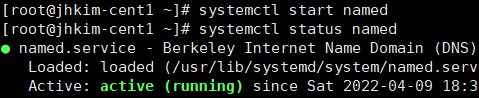 [root@jhkim-cent1 ~]# systemctl start named
[root@jhkim-cent1 ~]# systemctl status named
● named.service - Berkeley Internet Name Domain (DNS)
Loaded: loaded (/usr/lib/systemd/system/named.serv
Active: active (running) since Sat 2022-04-09 18:3